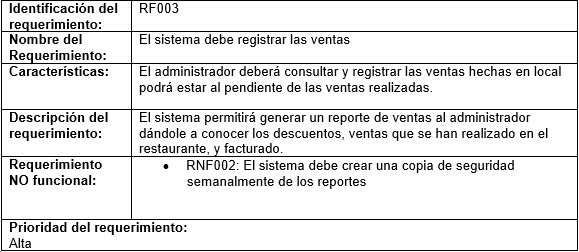 Identificación del requerimiento:
RF003
Nombre del Requerimiento:
El sistema debe registrar las ventas
Características:
El administrador deberá consultar y registrar las ventas hechas en local
podrá estar al pendiente de las ventas realizadas.
Descripción del requerimiento:
El sistema permitirá generar un reporte de ventas al administrador
dándole a conocer los descuentos, ventas que se han realizado en el
restaurante, y facturado.
Requerimiento NO funcional:
• RNF002: El sistema debe crear una copia de seguridad
semanalmente de los reportes
Prioridad del requerimiento:
Alta